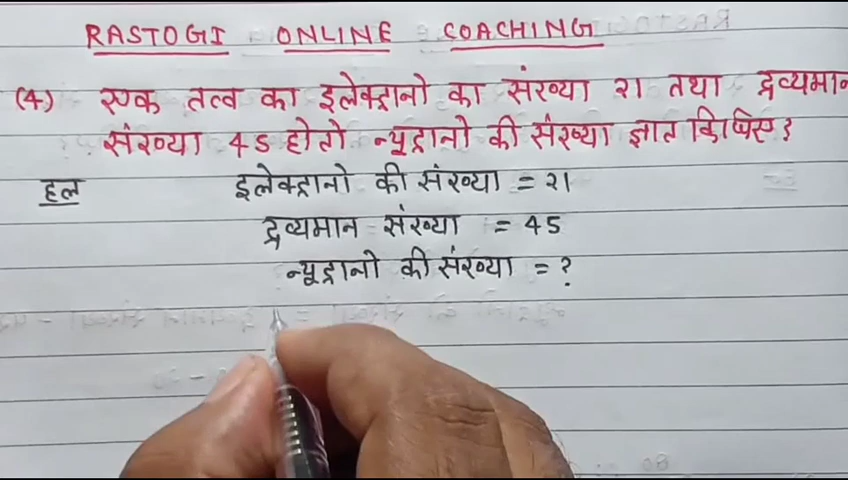 RASTOGI ONLINE COACHING
(4) एक तत्व का इलेक्ट्रानो का संख्या 21 तथा द्रव्यमान
संख्या 45 हो तो न्यूट्रानो की संख्या ज्ञात किजिए?
हल इलेक्ट्रानो की संख्या = 21
द्रव्यमान संख्या = 45
न्यूट्रानो की संख्या = ?